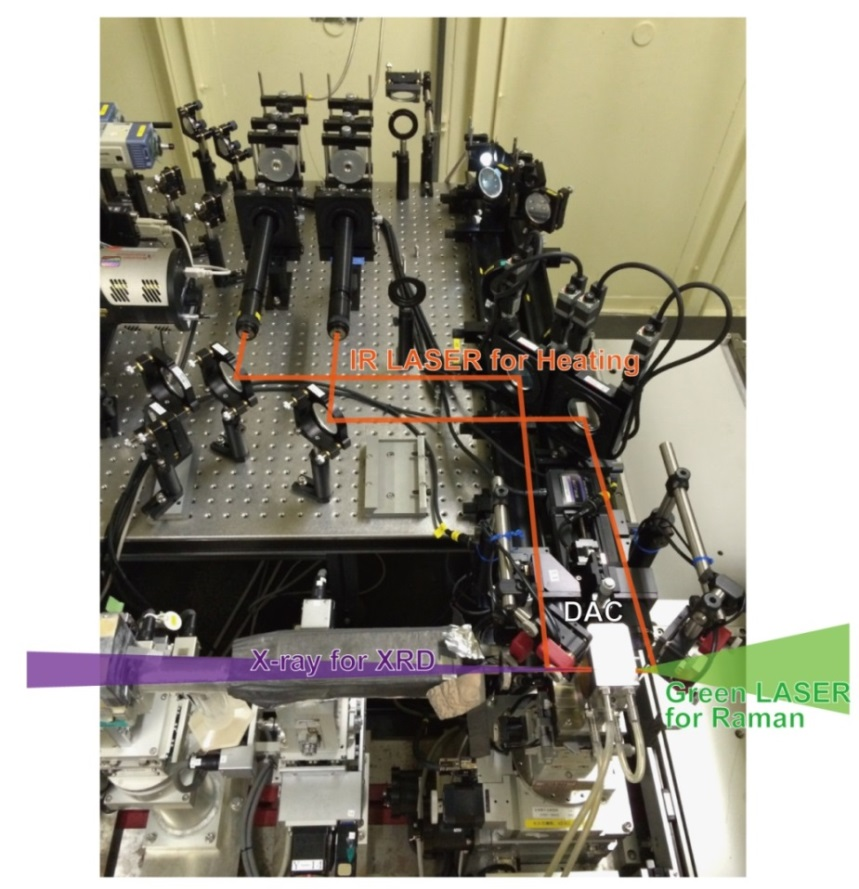 IR LASER for Heating
DAC
X-ray for XRD
Green LASER
for Raman